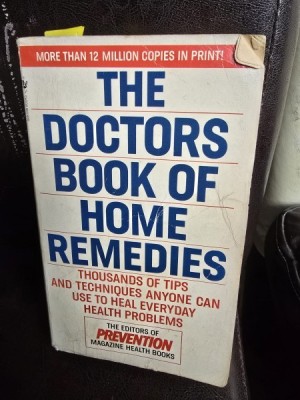 MORE THAN 12 MILLION COPIES IN PRINT!
THE
DOCTORS
BOOK OF
HOME
REMEDIES
THOUSANDS OF TIPS
AND TECHNIQUES ANYONE CAN
USE TO HEAL EVERYDAY
HEALTH PROBLEMS
THE EDITORS OF
PREVENTION
MAGAZINE HEALTH BOOKS